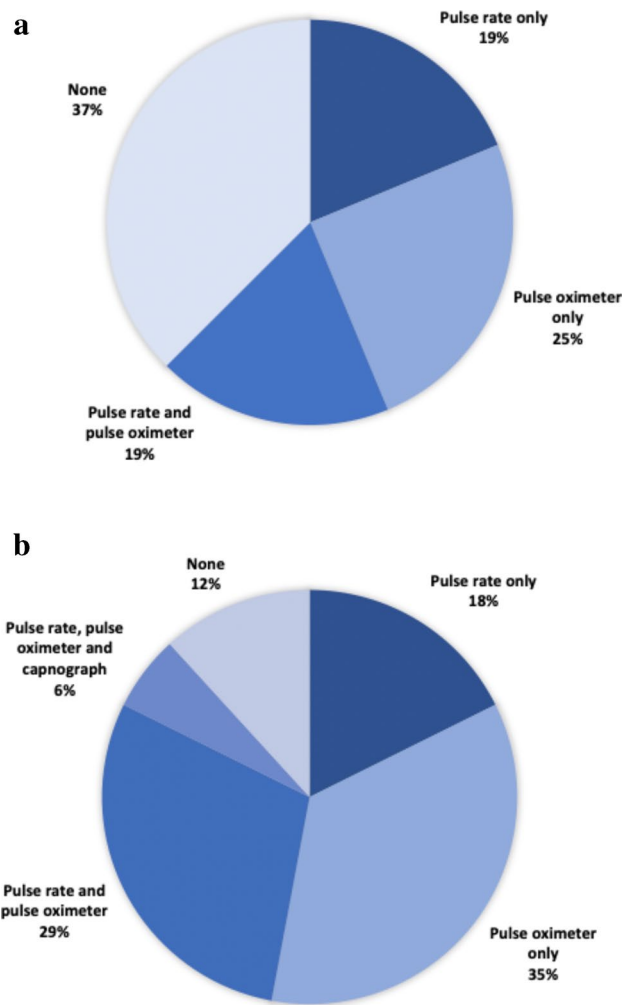 a
Pulse rate only
19%
None
37%
Pulse oximeter
only
25%
Pulse rate and
pulse oximeter
19%
b
None
12%
Pulse rate only
18%
Pulse rate, pulse
oximeter and
capnograph
6%
Pulse rate and
pulse oximeter
29%
Pulse oximeter
only
35%